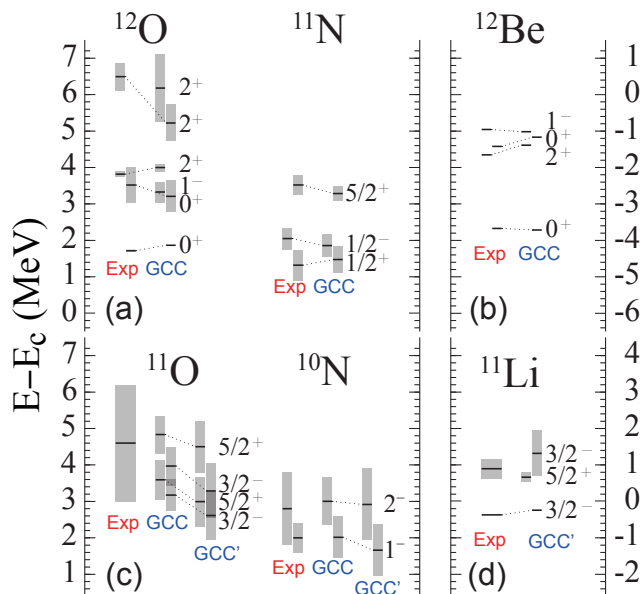 ¹²O
¹¹N
¹²Be
7
6
5
4
3
2
1
0
2⁺
2⁺
2⁺
1⁻
0⁺
0⁺
5/2⁺
1/2⁻
1/2⁺
1⁻
0⁺
2⁺
0⁺
1
0
-1
-2
-3
-4
-5
-6
Exp
GCC
Exp
GCC
Exp
GCC
(a)
(b)
E−E_c (MeV)
¹¹O
¹⁰N
¹¹Li
7
6
5
4
3
2
1
5/2⁺
3/2⁻
5/2⁺
3/2⁻
2⁻
1⁻
3/2⁻
5/2⁺
3/2⁻
4
3
2
1
0
-1
-2
Exp
GCC
GCC'
Exp
GCC
GCC'
Exp
GCC'
(c)
(d)